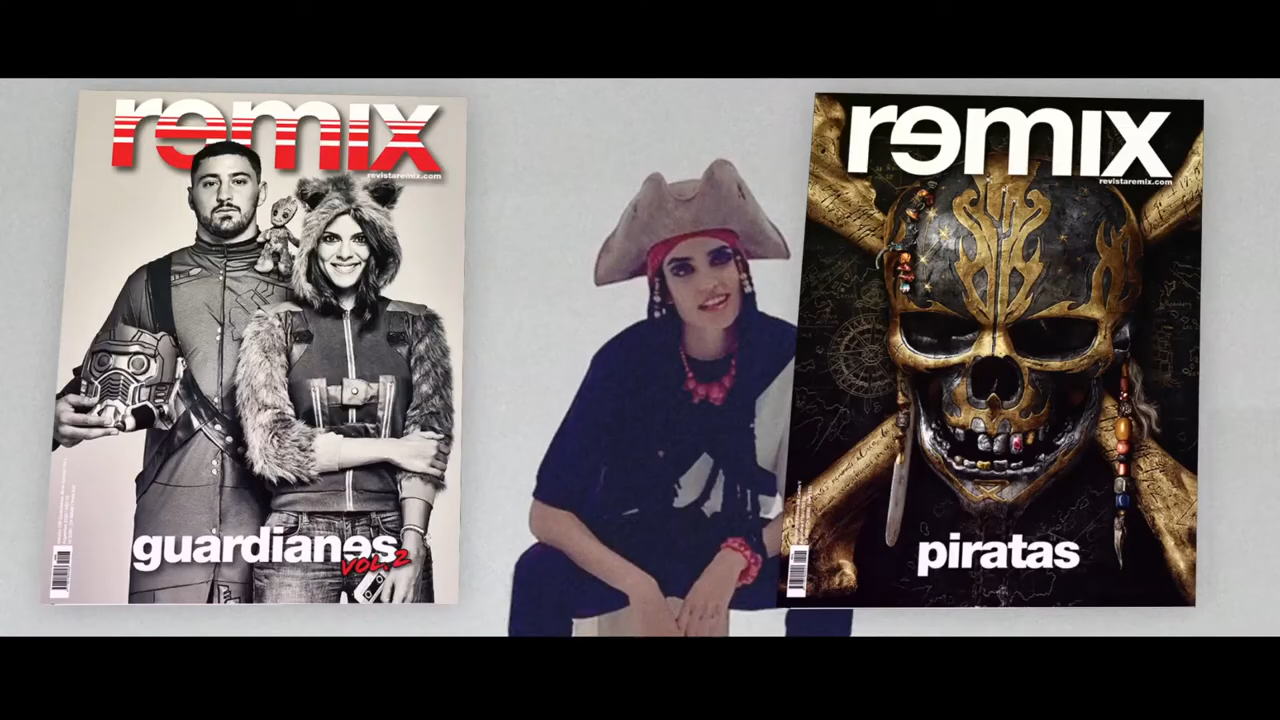 remix
revistaremix.com
guardianes
VOL.2
remix
revistaremix.com
piratas